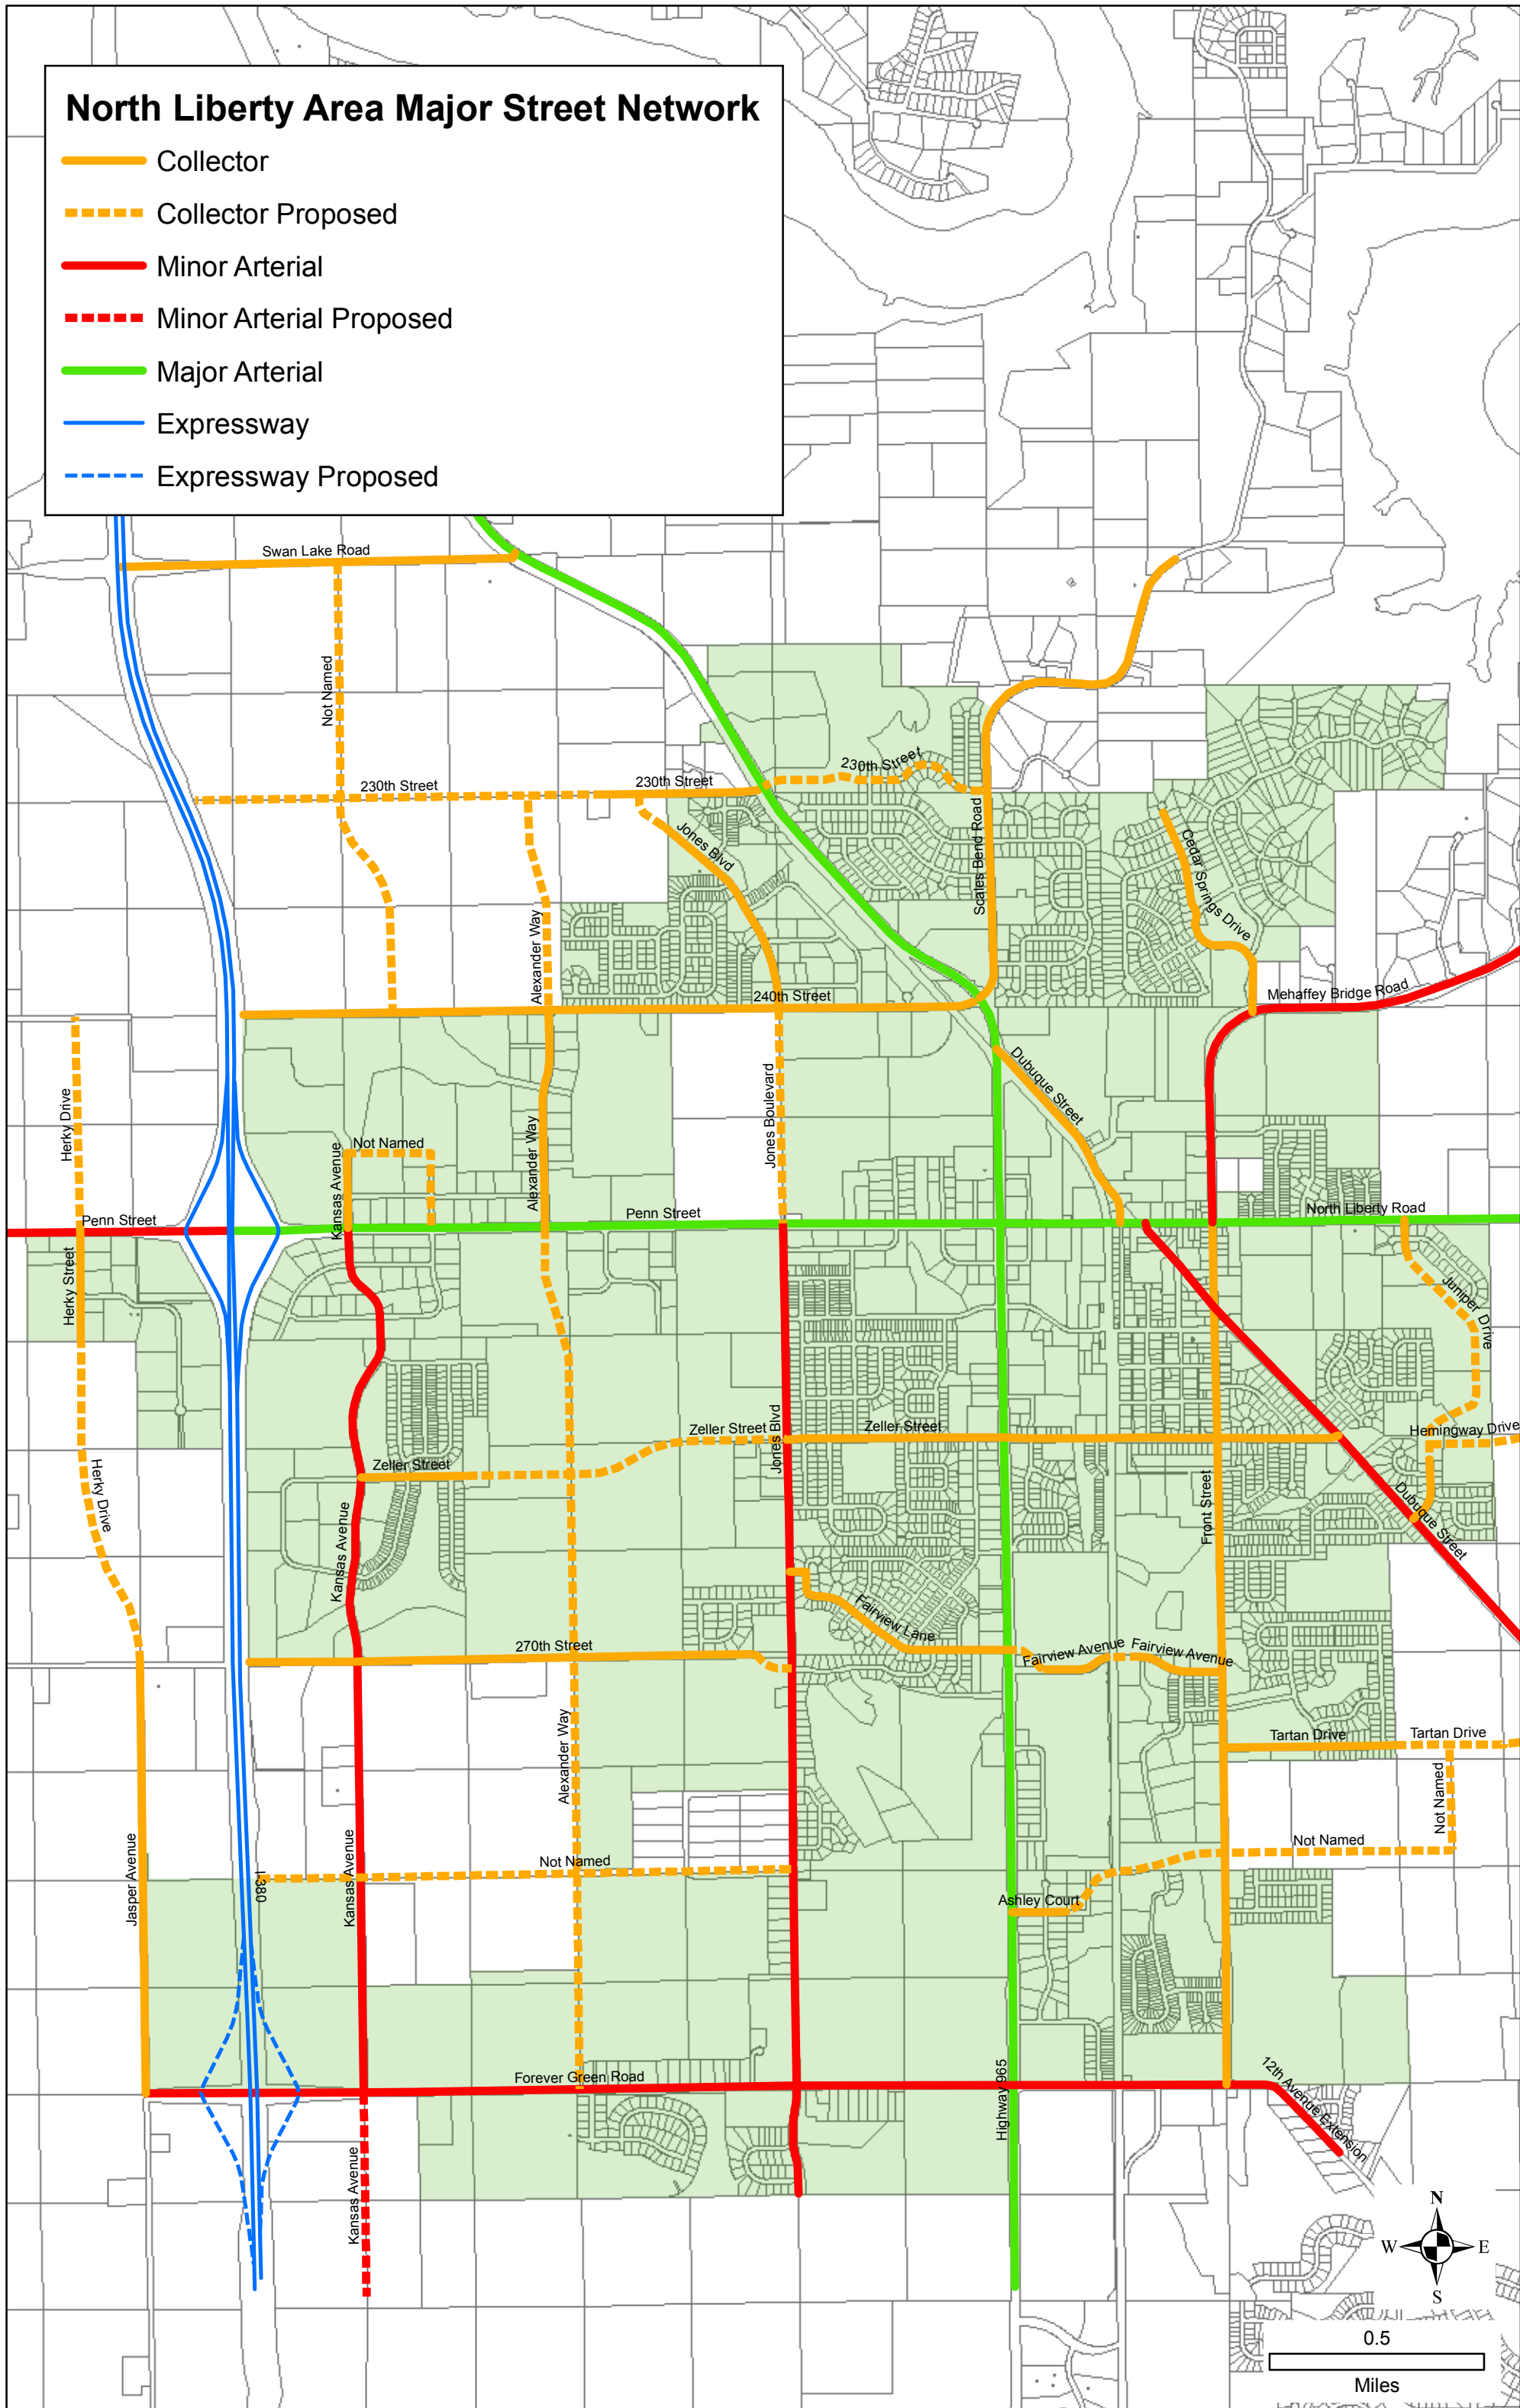 North Liberty Area Major Street Network
Collector
Collector Proposed
Minor Arterial
Minor Arterial Proposed
Major Arterial
Expressway
Expressway Proposed
Swan Lake Road
Not Named
230th Street
230th Street
230th Street
Jones Blvd
Scales Bend Road
Cedar Springs Drive
Alexander Way
240th Street
Mehaffey Bridge Road
Herky Drive
Jones Boulevard
Dubuque Street
Not Named
Kansas Avenue
Alexander Way
Penn Street
Penn Street
North Liberty Road
Herky Street
Juniper Drive
Zeller Street
Zeller Street
Jones Blvd
Hemingway Drive
Zeller Street
Herky Drive
Kansas Avenue
Front Street
Dubuque Street
Fairview Lane
270th Street
Fairview Avenue
Fairview Avenue
Alexander Way
Tartan Drive
Tartan Drive
Not Named
Jasper Avenue
I-380
Kansas Avenue
Not Named
Not Named
Ashley Court
Forever Green Road
Highway 965
12th Avenue Extension
Kansas Avenue
N
W E
S
0.5
Miles